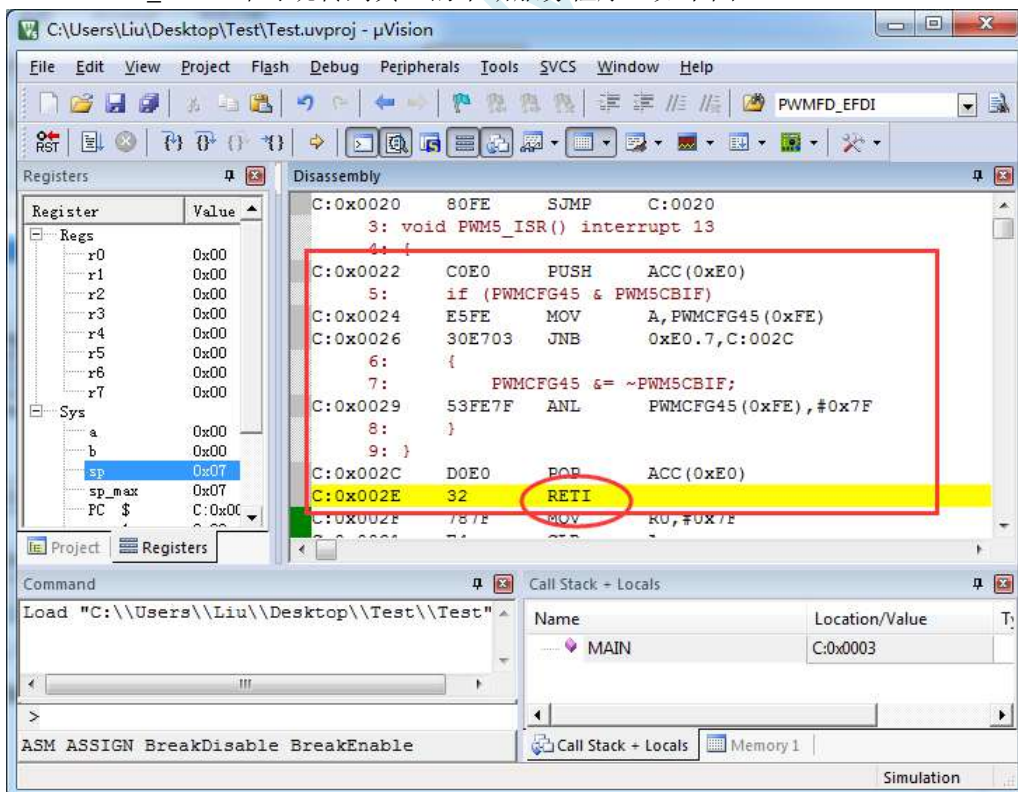 C:\Users\Liu\Desktop\Test\Test.uvproj - µVision
File Edit View Project Flash Debug Peripherals Tools SVCS Window Help
PWMFD_EFDI
RST
Registers
Disassembly
Register Value
Regs
r0 0x00
r1 0x00
r2 0x00
r3 0x00
r4 0x00
r5 0x00
r6 0x00
r7 0x00
Sys
a 0x00
b 0x00
sp 0x07
sp_max 0x07
PC $ C:0x00
Project Registers
C:0x0020 80FE SJMP C:0020
3: void PWM5_ISR() interrupt 13
4: {
C:0x0022 C0E0 PUSH ACC(0xE0)
5: if (PWMCFG45 & PWM5CBIF)
C:0x0024 E5FE MOV A,PWMCFG45(0xFE)
C:0x0026 30E703 JNB 0xE0.7,C:002C
6: {
7: PWMCFG45 &= ~PWM5CBIF;
C:0x0029 53FE7F ANL PWMCFG45(0xFE),#0x7F
8: }
9: }
C:0x002C D0E0 POP ACC(0xE0)
C:0x002E 32 RETI
C:0x002F 787F MOV R0,#0x7F
Command
Load "C:\\Users\\Liu\\Desktop\\Test\\Test"
>
ASM ASSIGN BreakDisable BreakEnable
Call Stack + Locals
Name Location/Value
MAIN C:0x0003
Call Stack + Locals Memory 1
Simulation